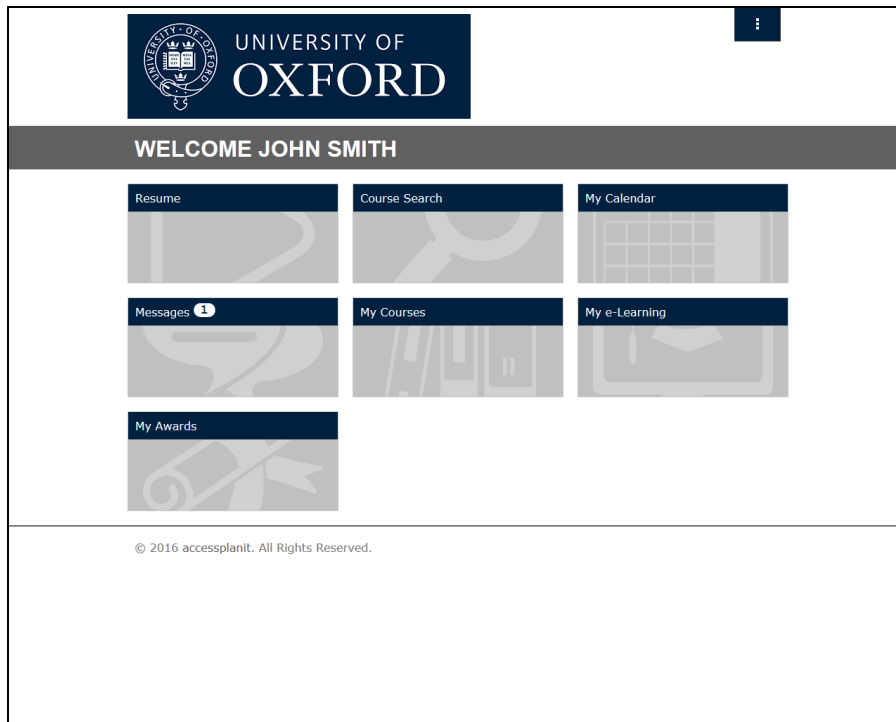 UNIVERSITY OF
OXFORD
WELCOME JOHN SMITH
Resume
Course Search
My Calendar
Messages 1
My Courses
My e-Learning
My Awards
© 2016 accessplanit. All Rights Reserved.